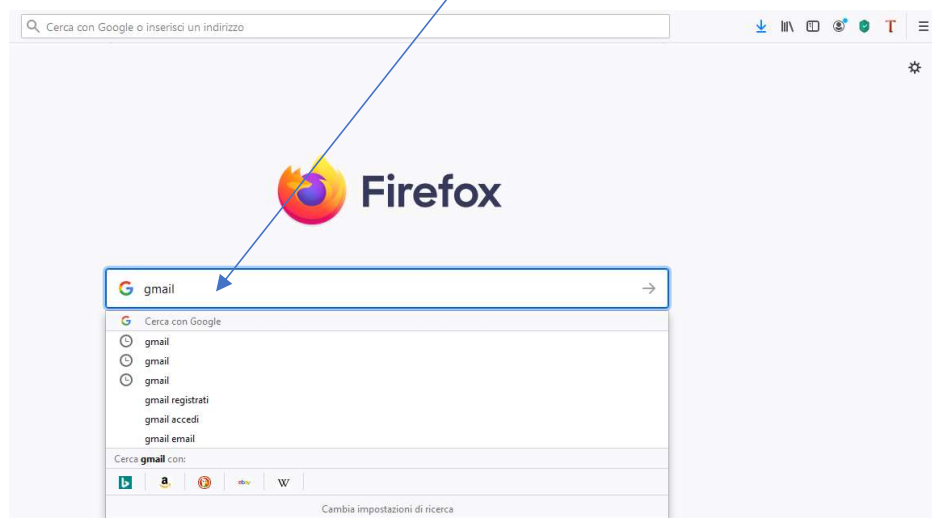 Cerca con Google o inserisci un indirizzo
T
Firefox
G gmail
G Cerca con Google
gmail
gmail
gmail
gmail registrati
gmail accedi
gmail email
Cerca gmail con:
b a ebay W
Cambia impostazioni di ricerca